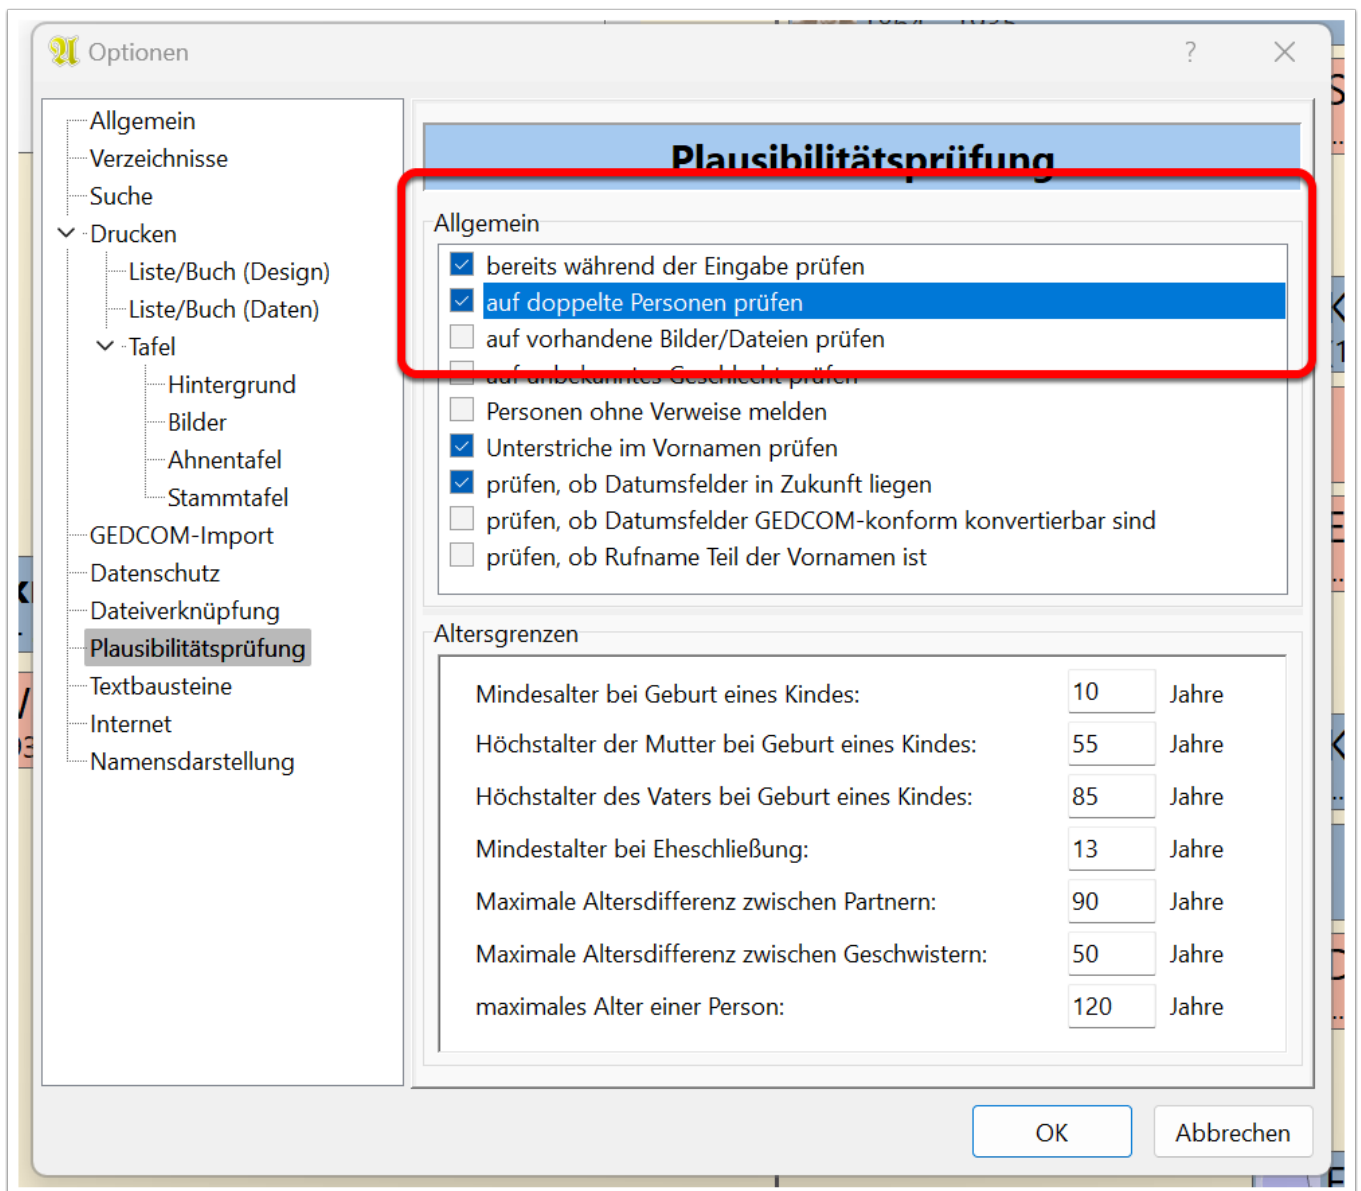 Optionen
?
Allgemein
Verzeichnisse
Suche
Drucken
Liste/Buch (Design)
Liste/Buch (Daten)
Tafel
Hintergrund
Bilder
Ahnentafel
Stammtafel
GEDCOM-Import
Datenschutz
Dateiverknüpfung
Plausibilitätsprüfung
Textbausteine
Internet
Namensdarstellung
Plausibilitätsprüfung
Allgemein
bereits während der Eingabe prüfen
auf doppelte Personen prüfen
auf vorhandene Bilder/Dateien prüfen
auf unbekanntes Geschlecht prüfen
Personen ohne Verweise melden
Unterstriche im Vornamen prüfen
prüfen, ob Datumsfelder in Zukunft liegen
prüfen, ob Datumsfelder GEDCOM-konform konvertierbar sind
prüfen, ob Rufname Teil der Vornamen ist
Altersgrenzen
Mindesalter bei Geburt eines Kindes: 10 Jahre
Höchstalter der Mutter bei Geburt eines Kindes: 55 Jahre
Höchstalter des Vaters bei Geburt eines Kindes: 85 Jahre
Mindestalter bei Eheschließung: 13 Jahre
Maximale Altersdifferenz zwischen Partnern: 90 Jahre
Maximale Altersdifferenz zwischen Geschwistern: 50 Jahre
maximales Alter einer Person: 120 Jahre
OK Abbrechen